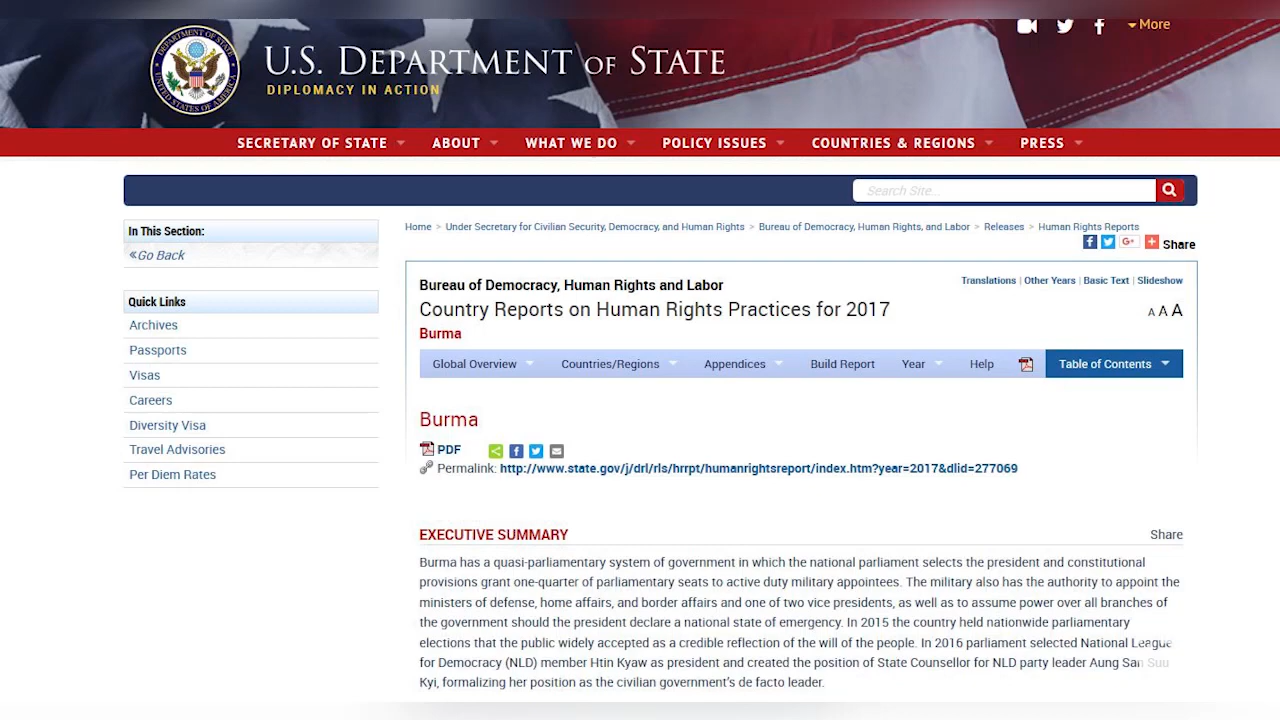 More
U.S. DEPARTMENT OF STATE
DIPLOMACY IN ACTION
SECRETARY OF STATE ABOUT WHAT WE DO POLICY ISSUES COUNTRIES & REGIONS PRESS
Search Site...
In This Section:
«Go Back
Quick Links
Archives
Passports
Visas
Careers
Diversity Visa
Travel Advisories
Per Diem Rates
Home > Under Secretary for Civilian Security, Democracy, and Human Rights > Bureau of Democracy, Human Rights, and Labor > Releases > Human Rights Reports
Share
Translations | Other Years | Basic Text | Slideshow
Bureau of Democracy, Human Rights and Labor
Country Reports on Human Rights Practices for 2017
A A A
Burma
Global Overview Countries/Regions Appendices Build Report Year Help Table of Contents
Burma
PDF
Permalink: http://www.state.gov/j/drl/rls/hrrpt/humanrightsreport/index.htm?year=2017&dlid=277069
EXECUTIVE SUMMARY Share
Burma has a quasi-parliamentary system of government in which the national parliament selects the president and constitutional
provisions grant one-quarter of parliamentary seats to active duty military appointees. The military also has the authority to appoint the
ministers of defense, home affairs, and border affairs and one of two vice presidents, as well as to assume power over all branches of
the government should the president declare a national state of emergency. In 2015 the country held nationwide parliamentary
elections that the public widely accepted as a credible reflection of the will of the people. In 2016 parliament selected National League
for Democracy (NLD) member Htin Kyaw as president and created the position of State Counsellor for NLD party leader Aung San Suu
Kyi, formalizing her position as the civilian government's de facto leader.